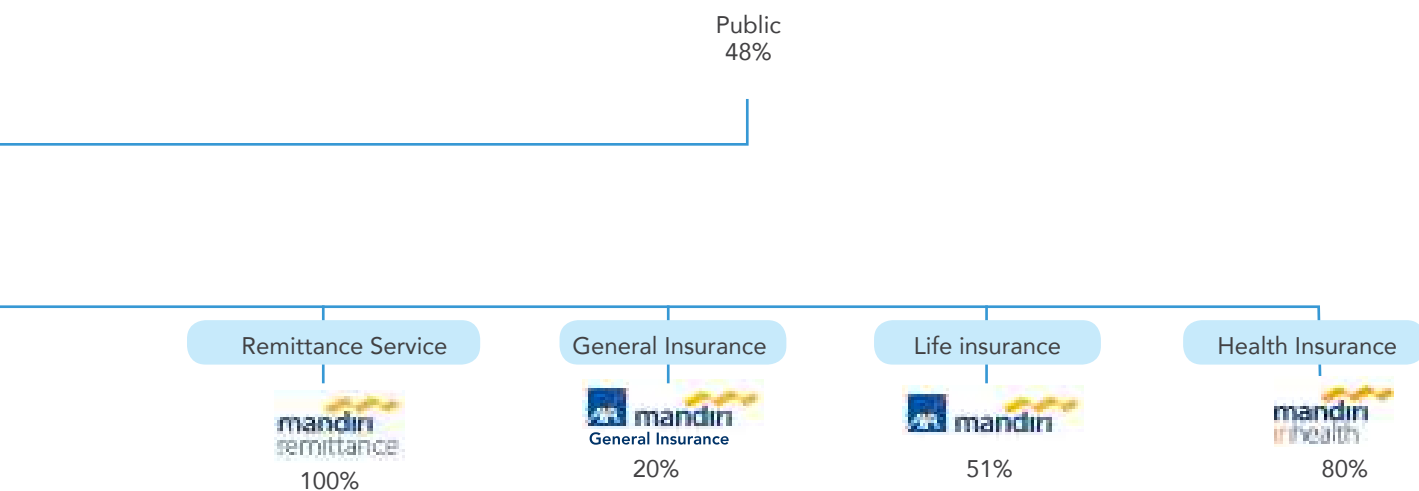 Public
48%
Remittance Service
General Insurance
Life insurance
Health Insurance
mandiri
remittance
100%
AXA mandiri
General Insurance
20%
AXA mandiri
51%
mandiri
inhealth
80%